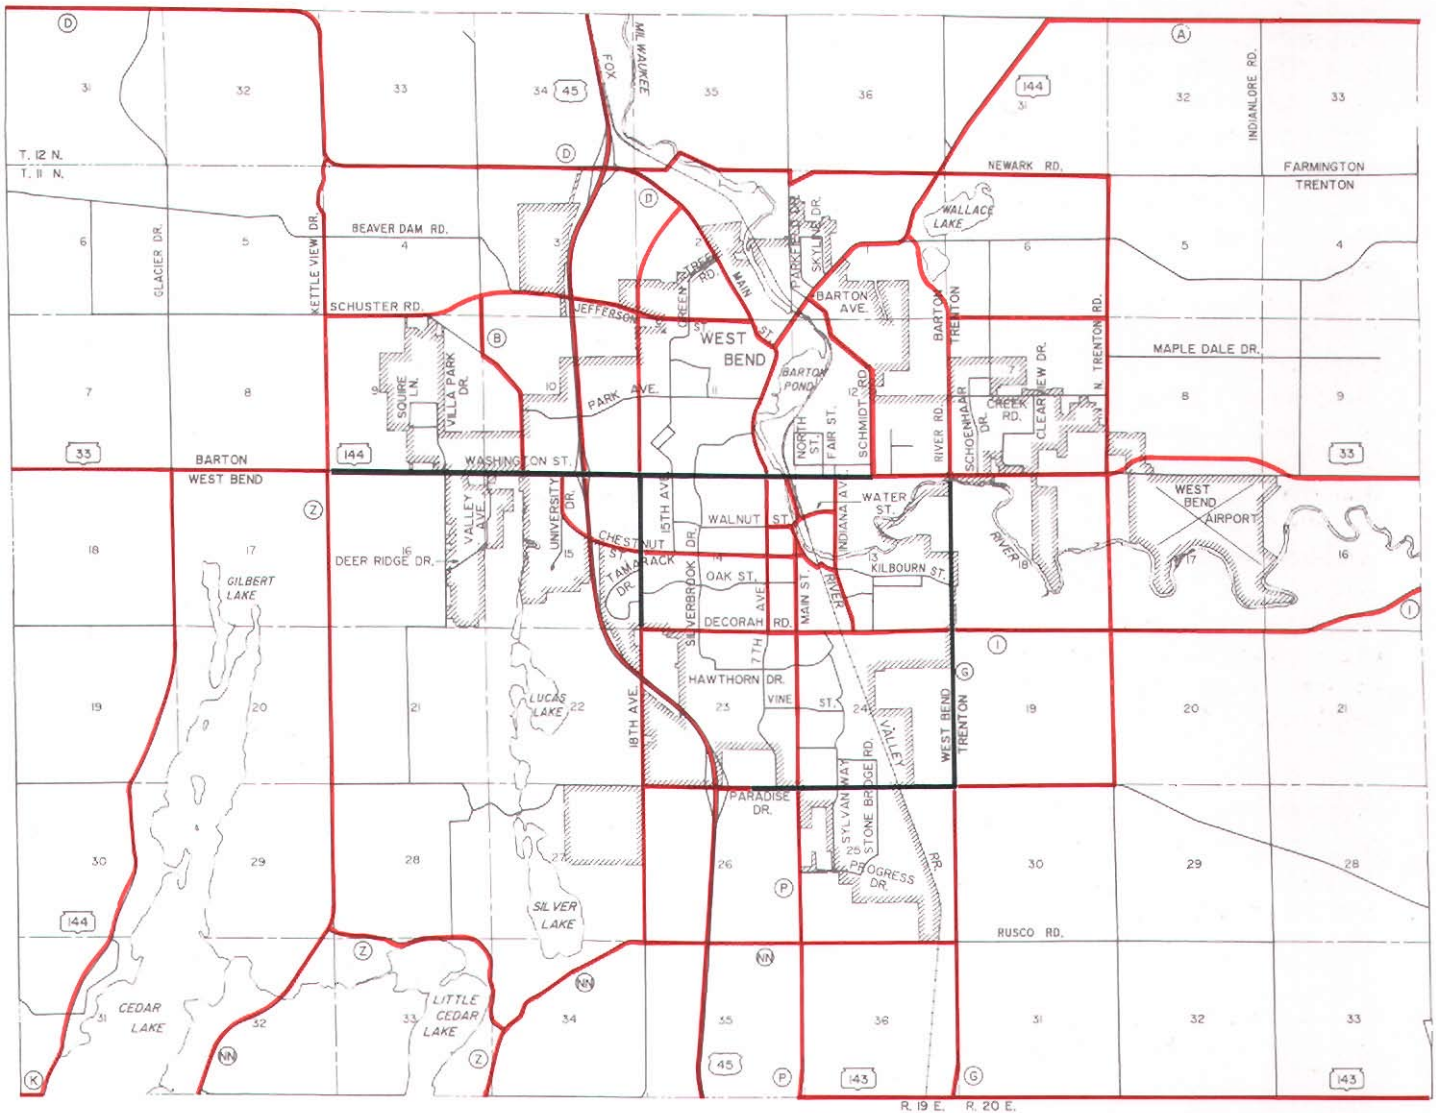 D
A
FOX
MILWAUKEE
31
32
33
34
45
35
36
144
31
32
INDIANLORE RD.
33
T. 12 N.
T. 11 N.
D
NEWARK RD.
FARMINGTON
TRENTON
KETTLE VIEW DR.
GLACIER DR.
6
5
BEAVER DAM RD.
4
3
D
2
GREEN TREE RD.
MAIN ST.
PARKFIELD RD.
SKYLINE DR.
WALLACE
LAKE
6
5
4
SCHUSTER RD.
JEFFERSON ST.
BARTON
AVE.
BARTON
TRENTON
N. TRENTON RD.
B
WEST
BEND
MAPLE DALE DR.
7
8
9
SQUIRE
LN.
VILLA PARK
DR.
10
PARK AVE.
11
BARTON
POND
12
NORTH
ST.
FAIR ST.
SCHMIDT RD.
RIVER RD.
SCHOENHAAR
DR.
7
CREEK
RD.
CLEARVIEW DR.
8
9
33
BARTON
WEST BEND
144
WASHINGTON ST.
33
Z
VALLEY
AVE.
UNIVERSITY
DR.
15TH AVE.
WALNUT ST.
INDIANA AVE.
WATER
ST.
WEST
BEND
AIRPORT
18
17
16
DEER RIDGE DR.
15
CHESTNUT
ST.
TAMARACK
DR.
SILVERBROOK DR.
14
OAK ST.
13
KILBOURN ST.
RIVER
18
17
16
GILBERT
LAKE
7TH AVE.
MAIN ST.
RIVER
DECORAH RD.
I
I
HAWTHORN DR.
G
19
20
21
LUCAS
LAKE
22
18TH AVE.
23
VINE ST.
24
VALLEY
WEST BEND
TRENTON
19
20
21
PARADISE
DR.
SYLVAN WAY
STONE BRIDGE RD.
30
29
28
27
26
25
PROGRESS
DR.
RR
30
29
28
144
SILVER
LAKE
P
Z
NN
NN
RUSCO RD.
CEDAR
LAKE
31
32
33
LITTLE
CEDAR
LAKE
34
35
36
31
32
33
K
NN
Z
45
P
143
G
143
R. 19 E.
R. 20 E.